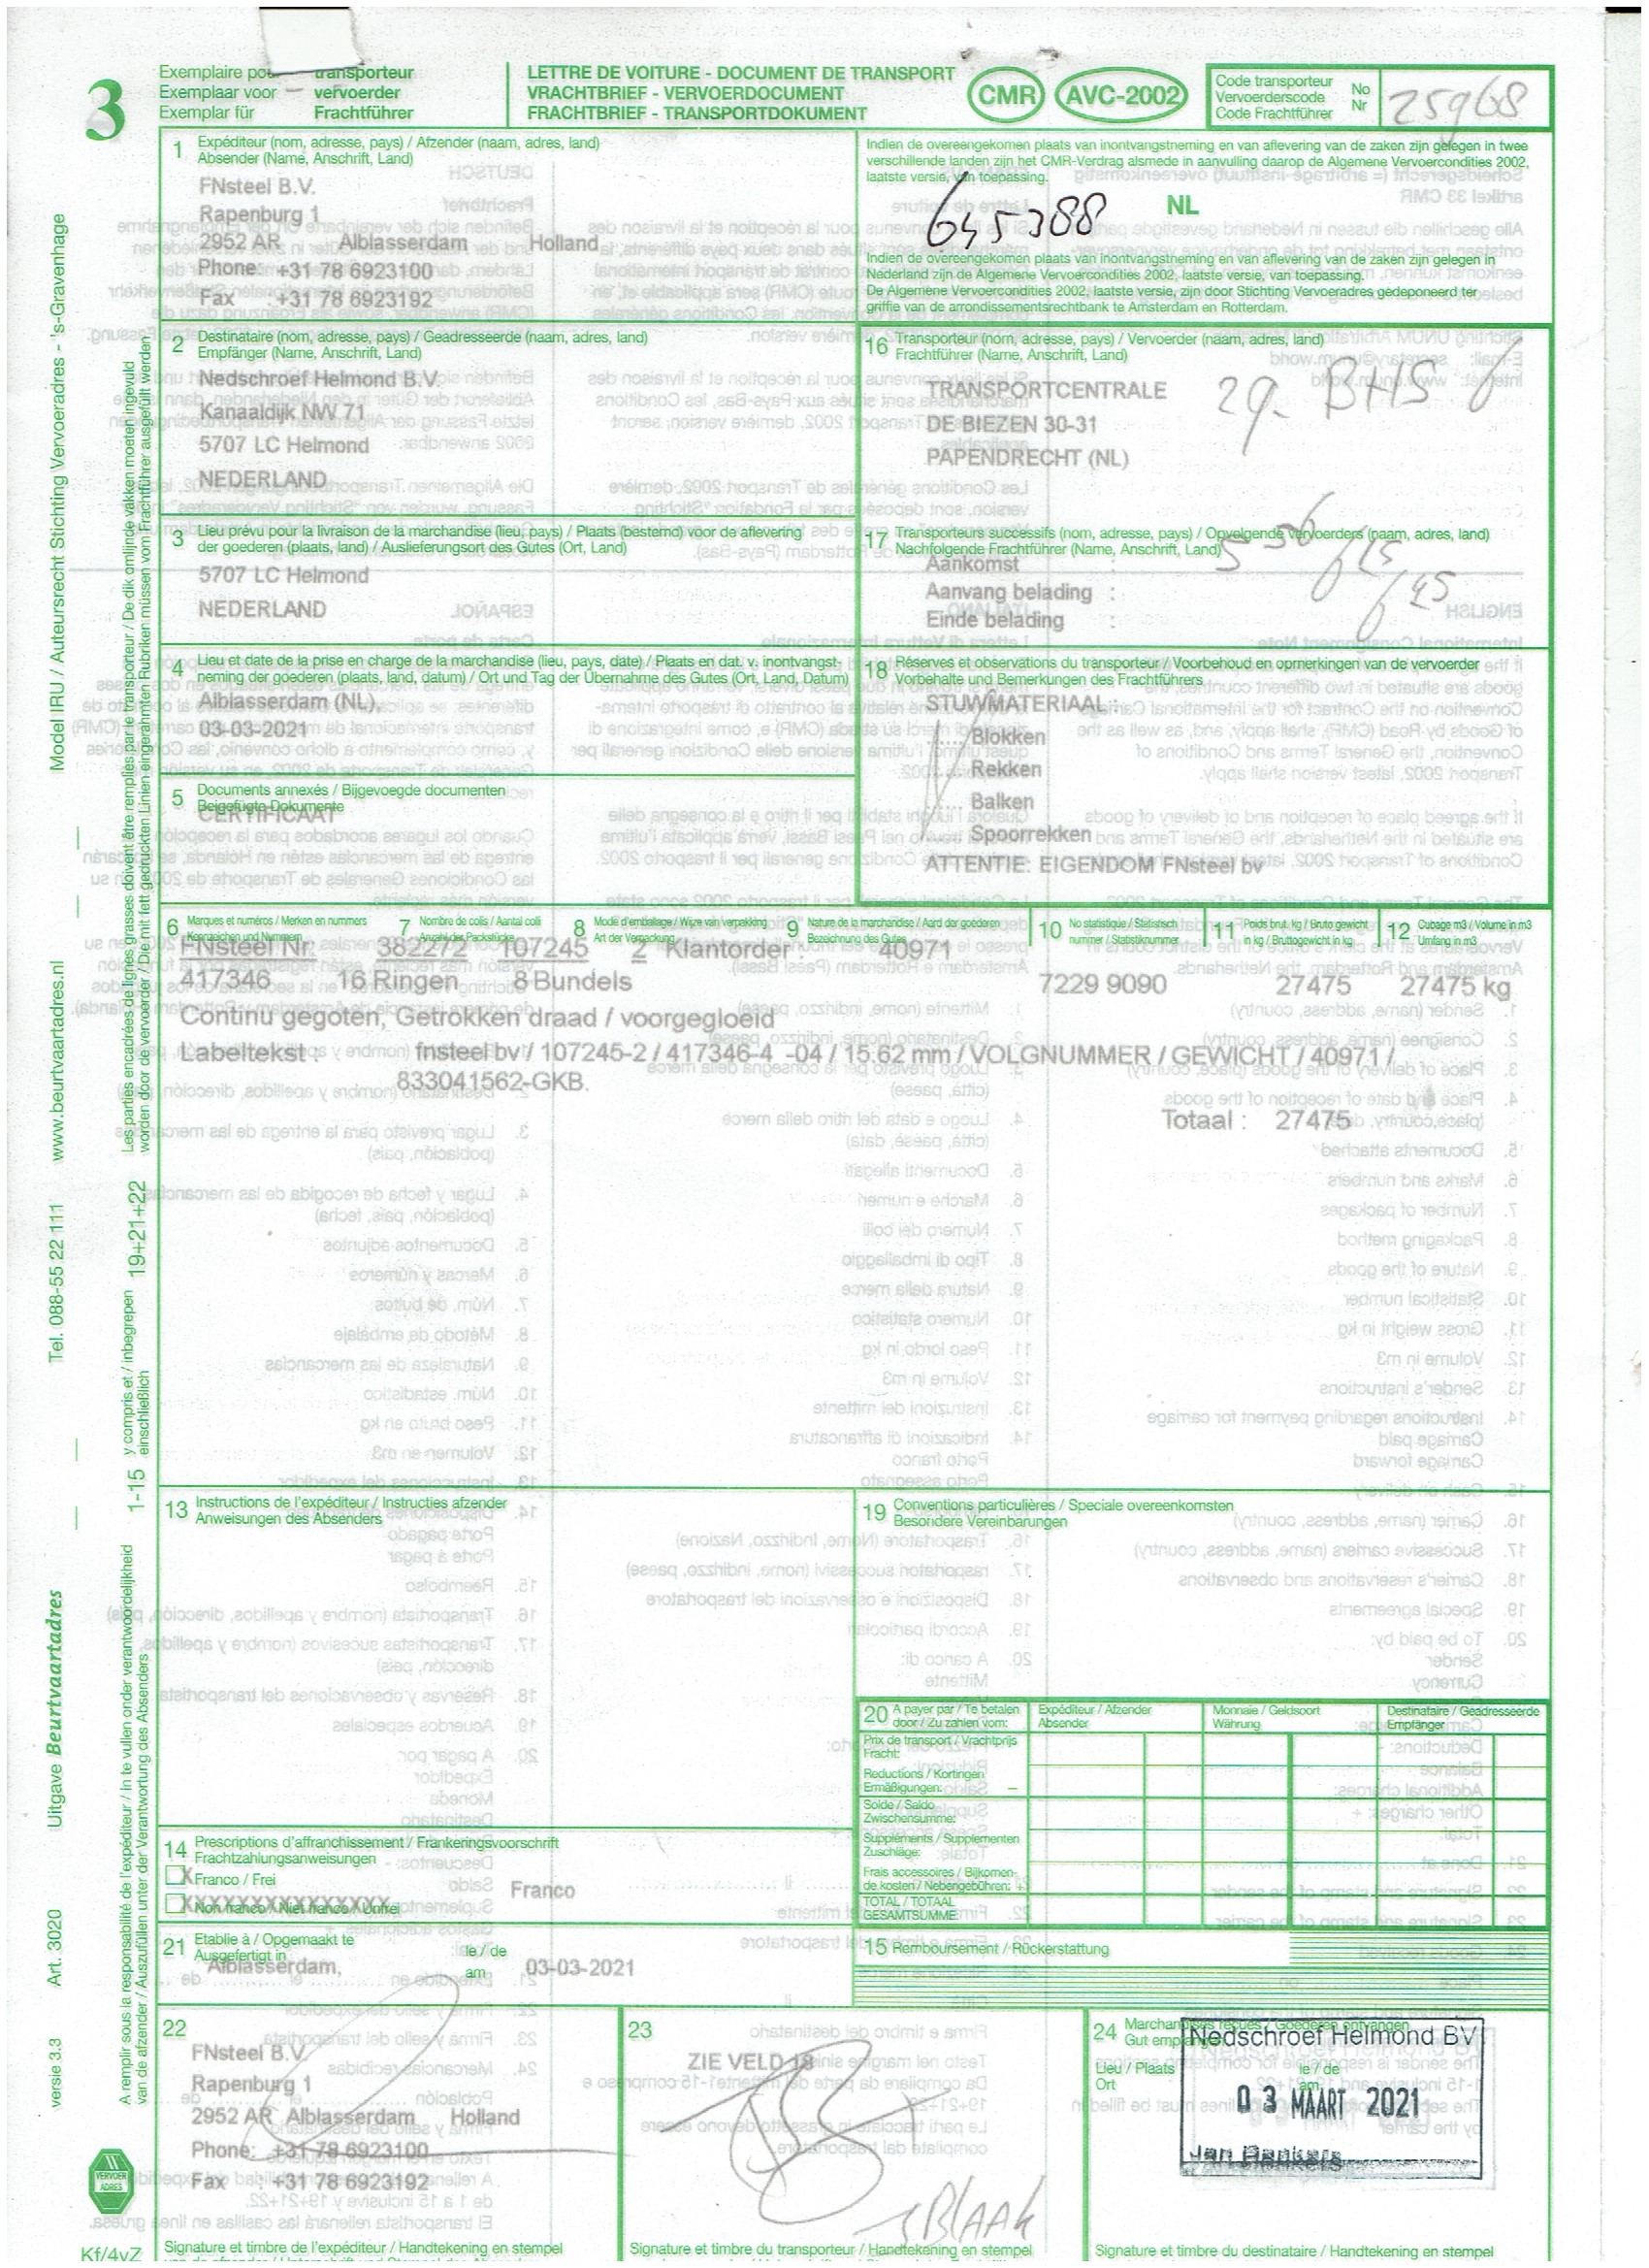 3
Exemplaire pour transporteur
Exemplaar voor vervoerder
Exemplar für Frachtführer
LETTRE DE VOITURE - DOCUMENT DE TRANSPORT
VRACHTBRIEF - VERVOERDOCUMENT
FRACHTBRIEF - TRANSPORTDOKUMENT
CMR
AVC-2002
Code transporteur
Vervoerderscode
Code Frachtführer
No
Nr
25968
1 Expéditeur (nom, adresse, pays) / Afzender (naam, adres, land)
Absender (Name, Anschrift, Land)
FNsteel B.V.
Rapenburg 1
2952 AR Alblasserdam Holland
Phone : +31 78 6923100
Fax : +31 78 6923192
Indien de overeengekomen plaats van inontvangstneming en van aflevering van de zaken zijn gelegen in twee
verschillende landen zijn het CMR-Verdrag alsmede in aanvulling daarop de Algemene Vervoercondities 2002,
laatste versie, van toepassing.
645388
NL
Indien de overeengekomen plaats van inontvangstneming en van aflevering van de zaken zijn gelegen in
Nederland zijn de Algemene Vervoercondities 2002, laatste versie, van toepassing.
De Algemene Vervoercondities 2002, laatste versie, zijn door Stichting Vervoeradres gedeponeerd ter
griffie van de arrondissementsrechtbank te Amsterdam en Rotterdam.
2 Destinataire (nom, adresse, pays) / Geadresseerde (naam, adres, land)
Empfänger (Name, Anschrift, Land)
Nedschroef Helmond B.V.
Kanaaldijk NW 71
5707 LC Helmond
NEDERLAND
16 Transporteur (nom, adresse, pays) / Vervoerder (naam, adres, land)
Frachtführer (Name, Anschrift, Land)
TRANSPORTCENTRALE
DE BIEZEN 30-31
PAPENDRECHT (NL)
29-BHS
3 Lieu prévu pour la livraison de la marchandise (lieu, pays) / Plaats (bestemd) voor de aflevering
der goederen (plaats, land) / Auslieferungsort des Gutes (Ort, Land)
5707 LC Helmond
NEDERLAND
17 Transporteurs successifs (nom, adresse, pays) / Opvolgende vervoerders (naam, adres, land)
Nachfolgende Frachtführer (Name, Anschrift, Land)
Aankomst :
Aanvang belading :
Einde belading :
4 Lieu et date de la prise en charge de la marchandise (lieu, pays, date) / Plaats en dat. v. inontvangst-
neming der goederen (plaats, land, datum) / Ort und Tag der Übernahme des Gutes (Ort, Land, Datum)
Alblasserdam (NL),
03-03-2021
18 Réserves et observations du transporteur / Voorbehoud en opmerkingen van de vervoerder
Vorbehalte und Bemerkungen des Frachtführers
STUWMATERIAAL :
..... Blokken
..... Rekken
..... Balken
..... Spoorrekken
ATTENTIE: EIGENDOM FNsteel bv
5 Documents annexés / Bijgevoegde documenten
Beigefügte Dokumente
CERTIFICAAT
6 Marques et numéros / Merken en nummers
Kennzeichen und Nummern
7 Nombre de colis / Aantal colli
Anzahl der Packstücke
8 Mode d'emballage / Wijze van verpakking
Art der Verpackung
9 Nature de la marchandise / Aard der goederen
Bezeichnung des Gutes
10 No statistique / Statistisch
nummer / Statistiknummer
11 Poids brut, kg / Bruto gewicht
in kg / Bruttogewicht in kg
12 Cubage m3 / Volume in m3
Umfang in m3
FNsteel Nr. 382272 107245 2 Klantorder : 40971
417346 16 Ringen 8 Bundels 7229 9090 27475 27475 kg
Continu gegoten, Getrokken draad / voorgegloeid
Labeltekst : fnsteel bv / 107245-2 / 417346-4 -04 / 15.62 mm / VOLGNUMMER / GEWICHT / 40971 /
833041562-GKB.
Totaal : 27475
13 Instructions de l'expéditeur / Instructies afzender
Anweisungen des Absenders
19 Conventions particulières / Speciale overeenkomsten
Besondere Vereinbarungen
20 A payer par / Te betalen
door / Zu zahlen vom:
Expéditeur / Afzender
Absender
Monnaie / Geldsoort
Währung
Destinataire / Geadresseerde
Empfänger
Prix de transport / Vrachtprijs
Fracht:
Reductions / Kortingen
Ermäßigungen: –
Solde / Saldo
Zwischensumme:
Suppléments / Supplementen
Zuschläge:
Frais accessoires / Bijkomen-
de kosten / Nebengebühren: +
TOTAL / TOTAAL
GESAMTSUMME:
14 Prescriptions d'affranchissement / Frankeringsvoorschrift
Frachtzahlungsanweisungen
X Franco / Frei
Non franco / Niet franco / Unfrei
Franco
21 Etablie à / Opgemaakt te
Ausgefertigt in
Alblasserdam,
le / de
am
03-03-2021
15 Remboursement / Rückerstattung
22
FNsteel B.V.
Rapenburg 1
2952 AR Alblasserdam Holland
Phone: +31 78 6923100
Fax : +31 78 6923192
Signature et timbre de l'expéditeur / Handtekening en stempel
23
ZIE VELD 18
BLAAK
Signature et timbre du transporteur / Handtekening en stempel
24 Marchandises reçues / Goederen ontvangen
Gut empfangen
Lieu / Plaats
Ort
le / de
am
Nedschroef Helmond BV
03 MAART 2021
Signature et timbre du destinataire / Handtekening en stempel
Model IRU / Auteursrecht Stichting Vervoeradres - 's-Gravenhage
www.beurtvaartadres.nl
Tel. 088-55 22 111
Uitgave Beurtvaartadres
Art. 3020
versie 3.3
Les parties encadrées de lignes grasses doivent être remplies par le transporteur / De dik omlijnde vakken moeten ingevuld
worden door de vervoerder / Die mit fett gedruckten Linien eingerahmten Rubriken müssen vom Frachtführer ausgefüllt werden
A remplir sous la responsabilité de l'expéditeur / In te vullen onder verantwoordelijkheid
van de afzender / Auszufüllen unter der Verantwortung des Absenders
1-15
y compris et / inbegrepen
einschließlich
19+21+22
VERVOER
ADRES
Kf/4vZ